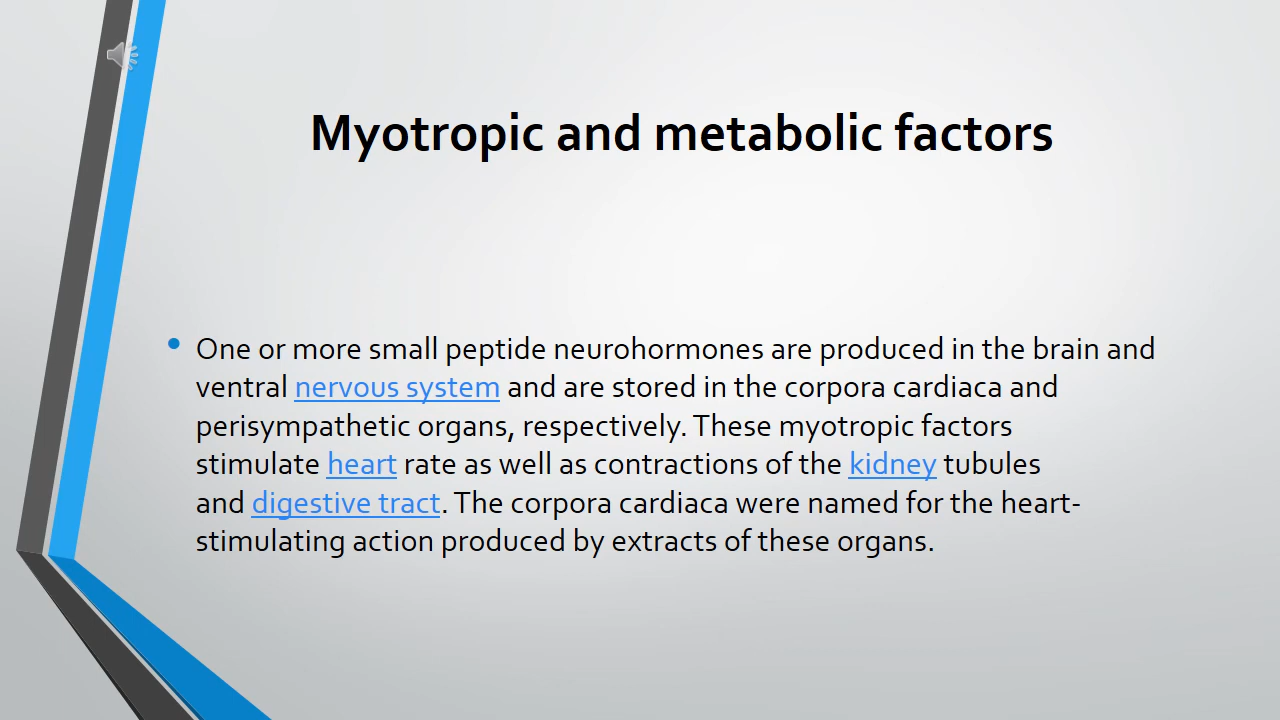 Myotropic and metabolic factors
• One or more small peptide neurohormones are produced in the brain and
ventral nervous system and are stored in the corpora cardiaca and
perisympathetic organs, respectively. These myotropic factors
stimulate heart rate as well as contractions of the kidney tubules
and digestive tract. The corpora cardiaca were named for the heart-
stimulating action produced by extracts of these organs.